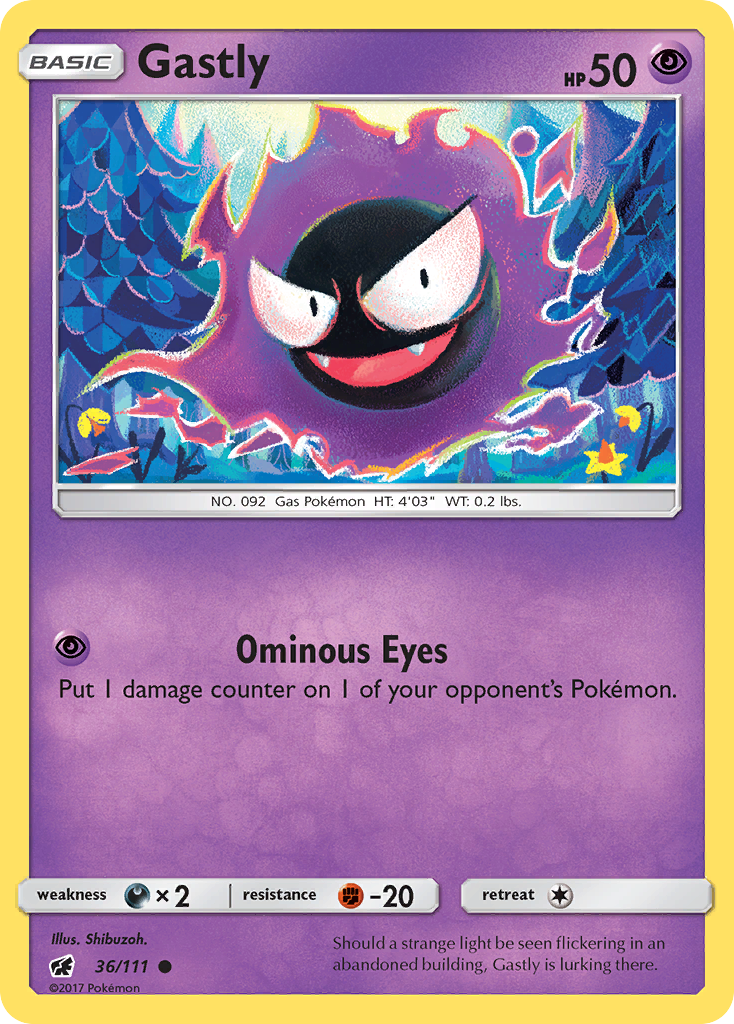 BASIC Gastly HP 50
NO. 092 Gas Pokémon HT: 4'03" WT: 0.2 lbs.
Ominous Eyes
Put 1 damage counter on 1 of your opponent's Pokémon.
weakness ×2 resistance -20 retreat
Illus. Shibuzoh.
36/111
©2017 Pokémon
Should a strange light be seen flickering in an
abandoned building, Gastly is lurking there.